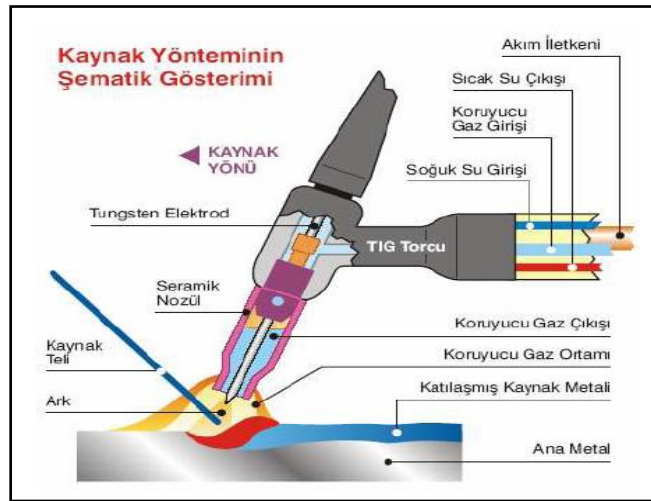 Kaynak Yönteminin
Şematik Gösterimi
Akım İletkeni
Sıcak Su Çıkışı
Koruyucu
Gaz Girişi
Soğuk Su Girişi
KAYNAK
YÖNÜ
Tungsten Elektrod
TIG Torcu
Seramik
Nozül
Kaynak
Teli
Ark
Koruyucu Gaz Çıkışı
Koruyucu Gaz Ortamı
Katılaşmış Kaynak Metali
Ana Metal